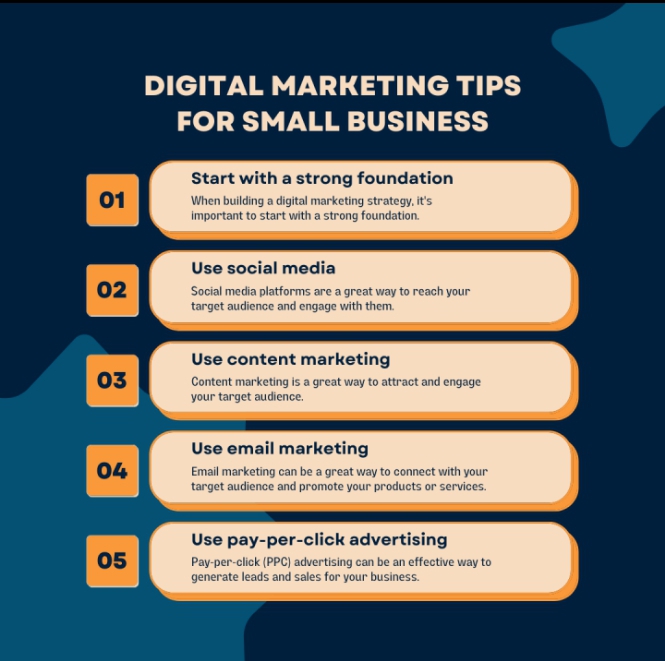 DIGITAL MARKETING TIPS
FOR SMALL BUSINESS
01
Start with a strong foundation
When building a digital marketing strategy, it's
important to start with a strong foundation.
02
Use social media
Social media platforms are a great way to reach your
target audience and engage with them.
03
Use content marketing
Content marketing is a great way to attract and engage
your target audience.
04
Use email marketing
Email marketing can be a great way to connect with your
target audience and promote your products or services.
05
Use pay-per-click advertising
Pay-per-click (PPC) advertising can be an effective way to
generate leads and sales for your business.